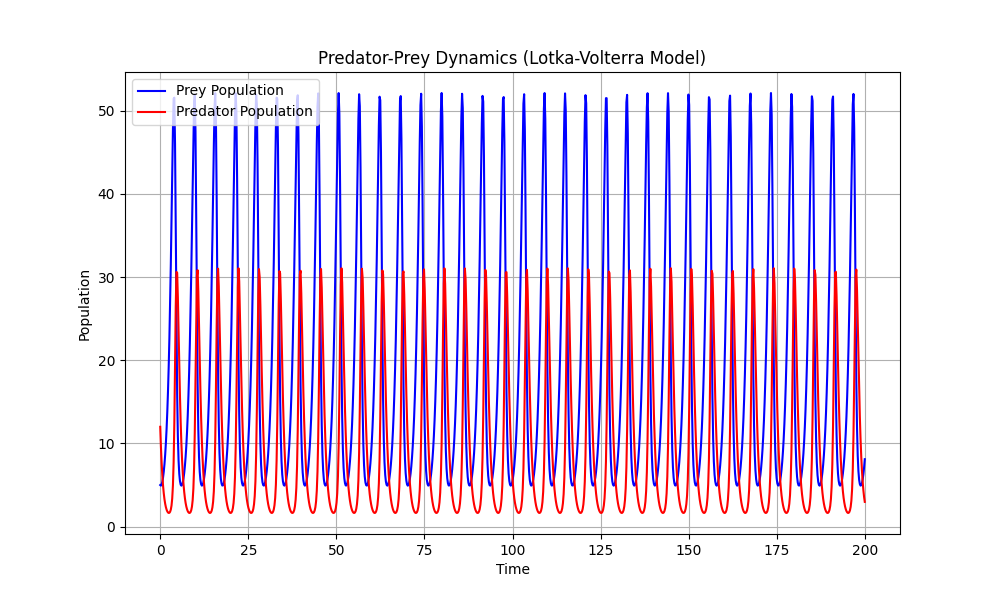 Predator-Prey Dynamics (Lotka-Volterra Model)
Prey Population
Predator Population
Population
50
40
30
20
10
0
0 25 50 75 100 125 150 175 200
Time